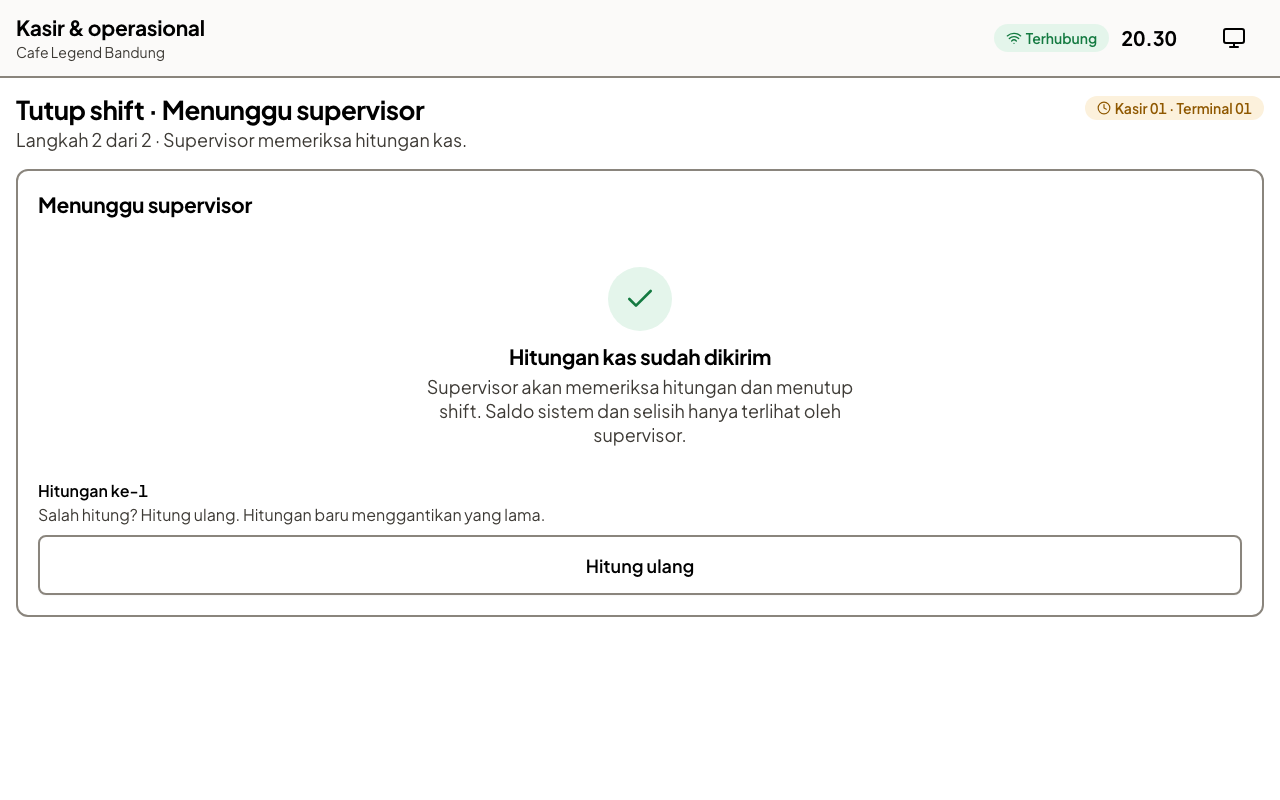 Kasir & operasional
Cafe Legend Bandung
Terhubung
20.30
Tutup shift · Menunggu supervisor
Kasir 01 · Terminal 01
Langkah 2 dari 2 · Supervisor memeriksa hitungan kas.
Menunggu supervisor
Hitungan kas sudah dikirim
Supervisor akan memeriksa hitungan dan menutup
shift. Saldo sistem dan selisih hanya terlihat oleh
supervisor.
Hitungan ke-1
Salah hitung? Hitung ulang. Hitungan baru menggantikan yang lama.
Hitung ulang